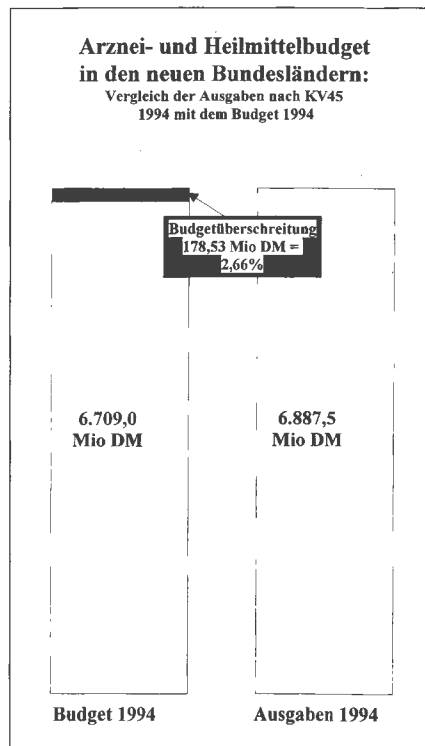 Arznei- und Heilmittelbudget
in den neuen Bundesländern:
Vergleich der Ausgaben nach KV45
1994 mit dem Budget 1994
Budgetüberschreitung
178,53 Mio DM =
2,66%
6.709,0
Mio DM
6.887,5
Mio DM
Budget 1994
Ausgaben 1994